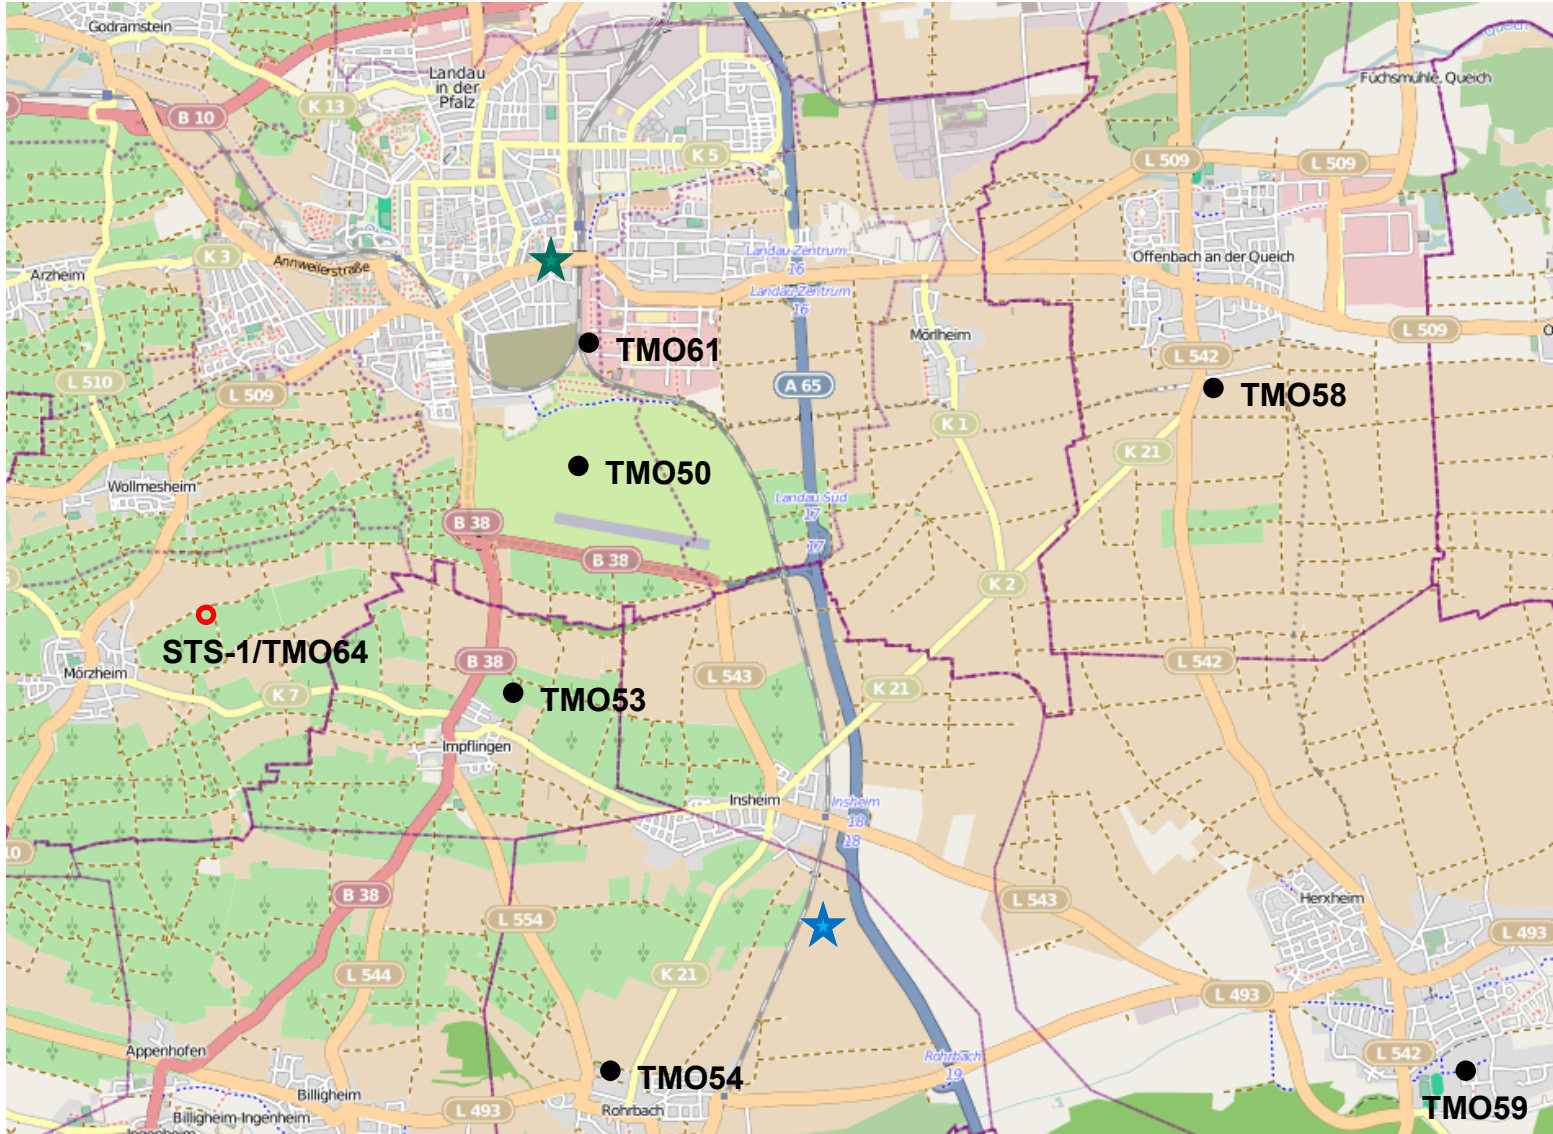 Godramstein
Landau
in der
Pfalz
Queich
Fuchsmühle, Queich
K 13
B 10
K 5
L 509
L 509
K 3
Annweilerstraße
Arzheim
Landau-Zentrum
16
Landau-Zentrum
16
Offenbach an der Queich
Mörlheim
L 509
O
TMO61
L 542
L 510
L 509
A 65
TMO58
K 1
K 21
Wollmesheim
TMO50
Landau-Süd
17
17
B 38
B 38
K 2
STS-1/TMO64
Mörzheim
B 38
L 543
L 542
K 7
TMO53
K 21
Impflingen
Insheim
Insheim
18
18
10
B 38
L 554
L 543
Herxheim
L 493
L 544
K 21
L 493
Appenhofen
Rohrbach
19
L 542
TMO54
TMO59
Billigheim
L 493
Rohrbach
Billigheim-Ingenheim
Ingenheim